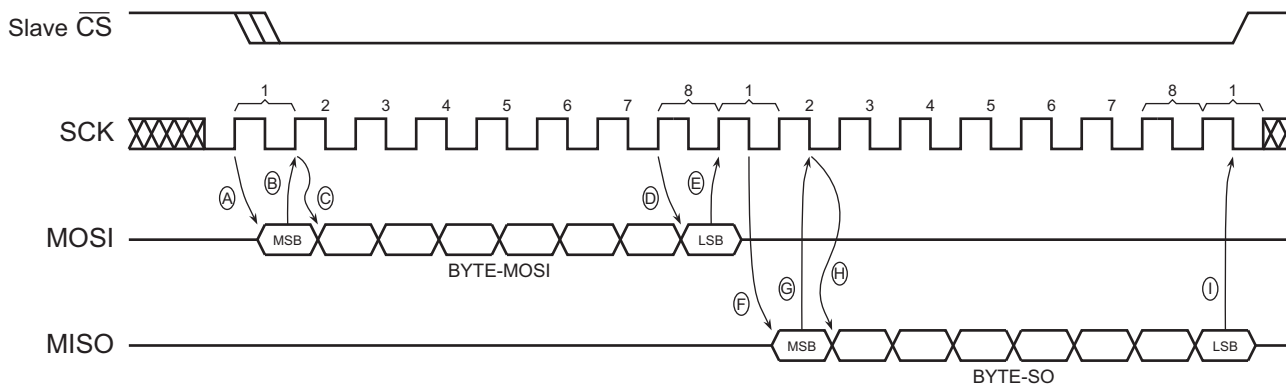 Slave CS
1 2 3 4 5 6 7 8 1 2 3 4 5 6 7 8 1
SCK
A B C D E
MOSI MSB LSB
BYTE-MOSI
F G H I
MISO MSB LSB
BYTE-SO